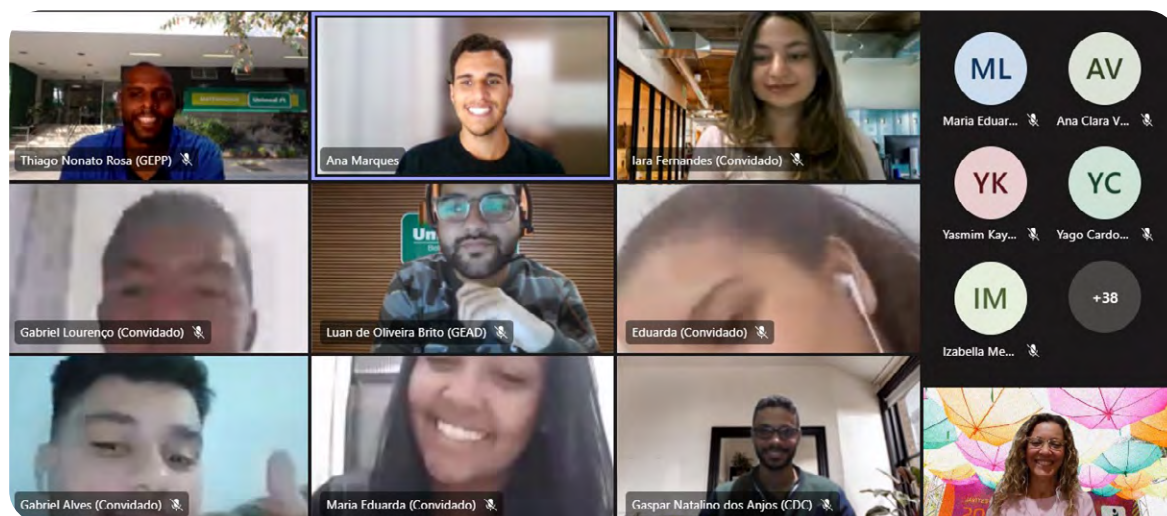 ML
AV
Maria Eduar...
Ana Clara V...
Thiago Nonato Rosa (GEPP)
Ana Marques
Iara Fernandes (Convidado)
Unimed
YK
YC
Yasmim Kay...
Yago Cardo...
Gabriel Lourenço (Convidado)
Luan de Oliveira Brito (GEAD)
Eduarda (Convidado)
IM
+38
Izabella Me...
Gabriel Alves (Convidado)
Maria Eduarda (Convidado)
Gaspar Natalino dos Anjos (CDC)